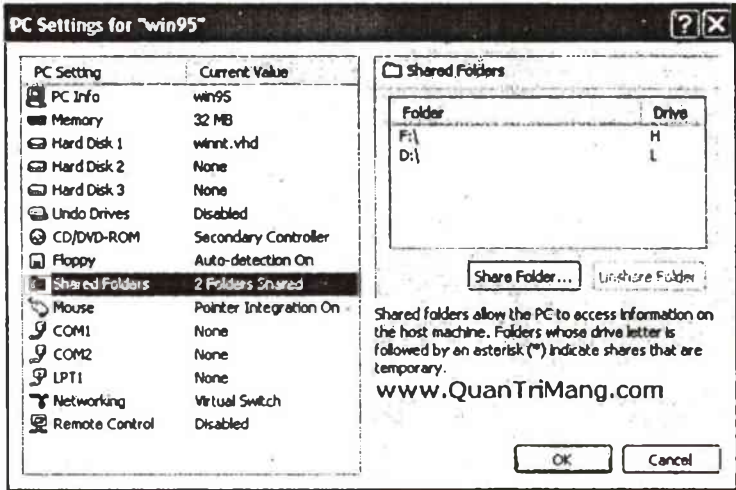 PC Settings for "win95"
PC Setting Current Value
PC Info win95
Memory 32 MB
Hard Disk 1 winnt.vhd
Hard Disk 2 None
Hard Disk 3 None
Undo Drives Disabled
CD/DVD-ROM Secondary Controller
Floppy Auto-detection On
Shared Folders 2 Folders Shared
Mouse Pointer Integration On
COM1 None
COM2 None
LPT1 None
Networking Virtual Switch
Remote Control Disabled
Shared Folders
Folder Drive
F:\ H
D:\ L
Share Folder... Unshare Folder
Shared folders allow the PC to access information on
the host machine. Folders whose drive letter is
followed by an asterisk (*) indicate shares that are
temporary.
www.QuanTriMang.com
OK Cancel